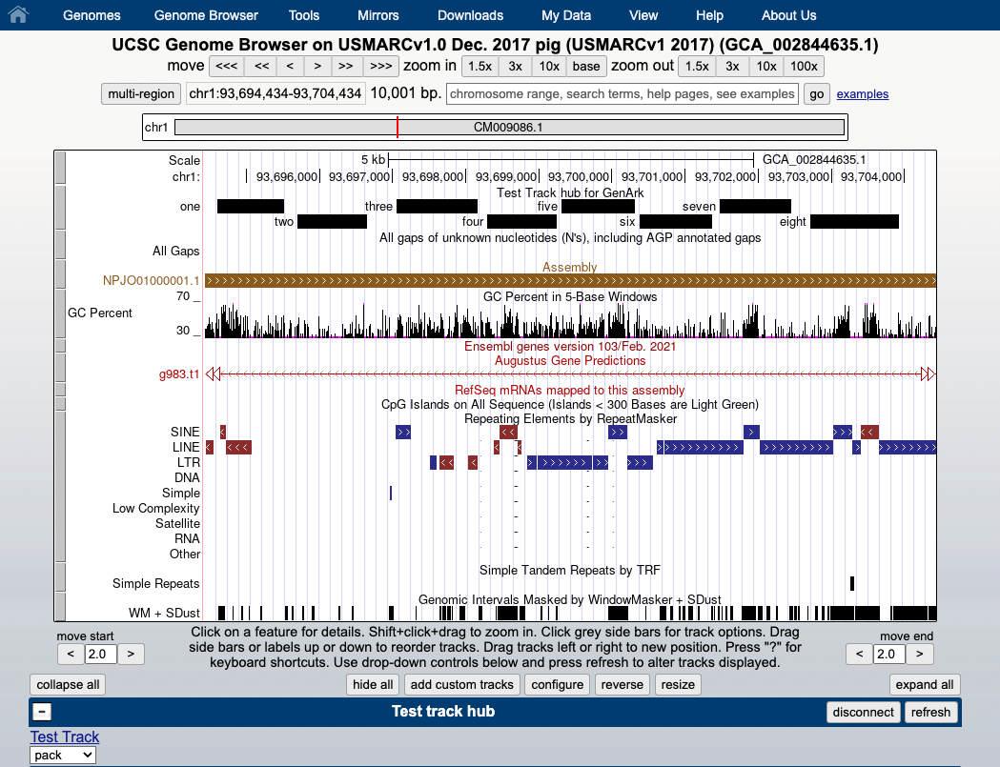 Genomes Genome Browser Tools Mirrors Downloads My Data View Help About Us
UCSC Genome Browser on USMARCv1.0 Dec. 2017 pig (USMARCv1 2017) (GCA_002844635.1)
move <<< << < > >> >>> zoom in 1.5x 3x 10x base zoom out 1.5x 3x 10x 100x
multi-region chr1:93,694,434-93,704,434 10,001 bp. chromosome range, search terms, help pages, see examples go examples
chr1 CM009086.1
Scale 5 kb GCA_002844635.1
chr1: 93,696,000 93,697,000 93,698,000 93,699,000 93,700,000 93,701,000 93,702,000 93,703,000 93,704,000
Test Track hub for GenArk
one three five seven
two four six eight
All gaps of unknown nucleotides (N's), including AGP annotated gaps
All Gaps
Assembly
NPJO01000001.1
70 _ GC Percent in 5-Base Windows
GC Percent
30 _
Ensembl genes version 103/Feb. 2021
Augustus Gene Predictions
g983.t1
RefSeq mRNAs mapped to this assembly
CpG Islands on All Sequence (Islands < 300 Bases are Light Green)
Repeating Elements by RepeatMasker
SINE
LINE
LTR
DNA
Simple
Low Complexity
Satellite
RNA
Other
Simple Tandem Repeats by TRF
Simple Repeats
Genomic Intervals Masked by WindowMasker + SDust
WM + SDust
move start Click on a feature for details. Shift+click+drag to zoom in. Click grey side bars for track options. Drag move end
< 2.0 > side bars or labels up or down to reorder tracks. Drag tracks left or right to new position. Press "?" for < 2.0 >
keyboard shortcuts. Use drop-down controls below and press refresh to alter tracks displayed.
collapse all hide all add custom tracks configure reverse resize expand all
− Test track hub disconnect refresh
Test Track
pack